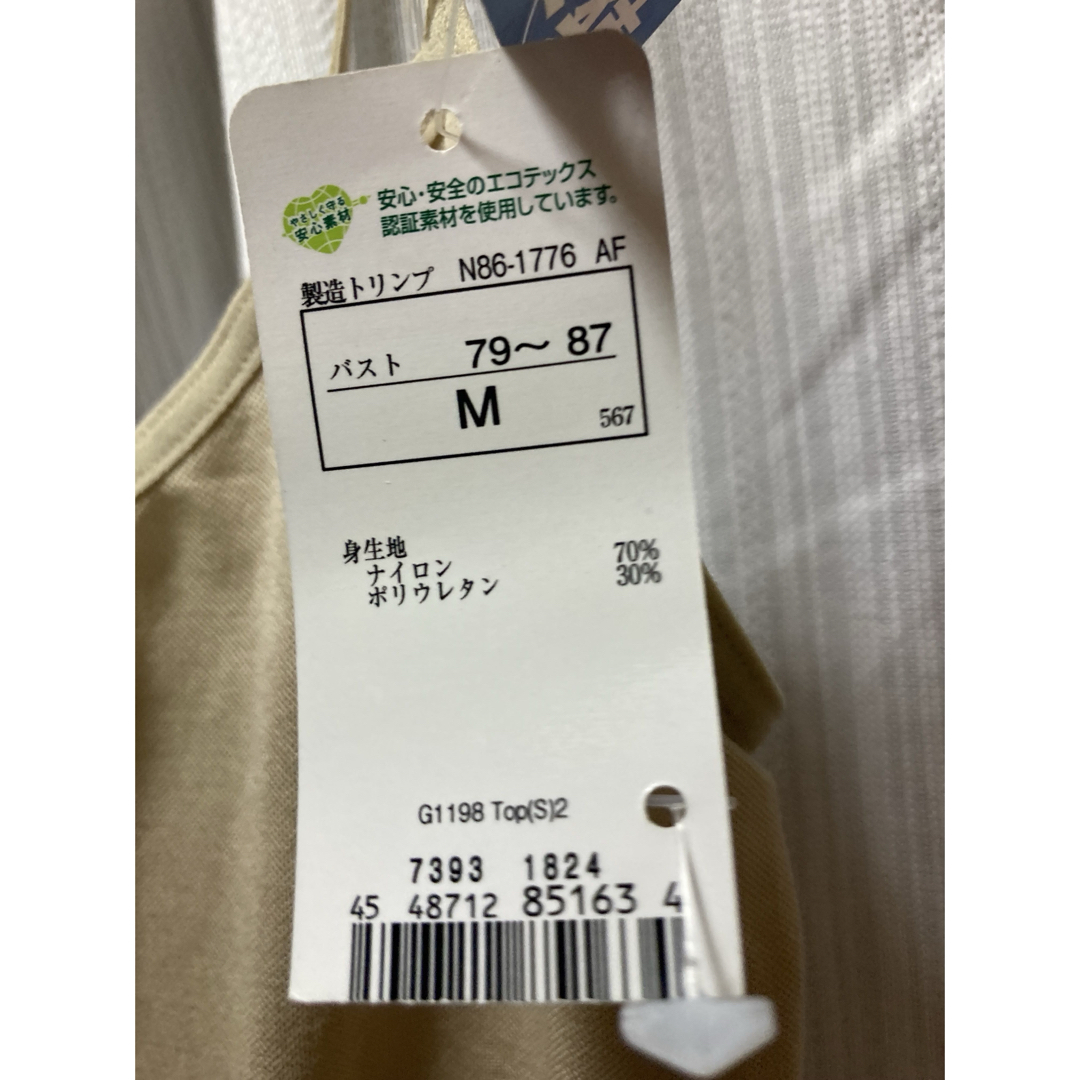 やさしく守る
安心素材
安心・安全のエコテックス
認証素材を使用しています。
製造トリンプ N86-1776 AF
バスト 79〜 87
M 567
身生地
ナイロン 70%
ポリウレタン 30%
G1198 Top(S)2
7393 1824
45 48712 85163 4